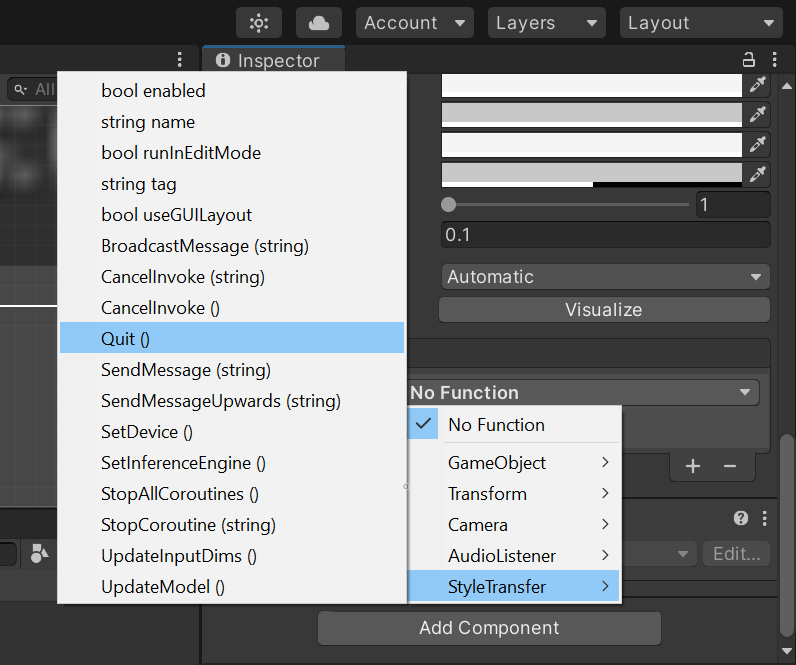 Account
Layers
Layout
Inspector
All
bool enabled
string name
bool runInEditMode
string tag
bool useGUILayout
BroadcastMessage (string)
CancelInvoke (string)
CancelInvoke ()
Quit ()
SendMessage (string)
SendMessageUpwards (string)
SetDevice ()
SetInferenceEngine ()
StopAllCoroutines ()
StopCoroutine (string)
UpdateInputDims ()
UpdateModel ()
1
0.1
Automatic
Visualize
No Function
No Function
GameObject
Transform
Camera
AudioListener
StyleTransfer
Edit...
Add Component